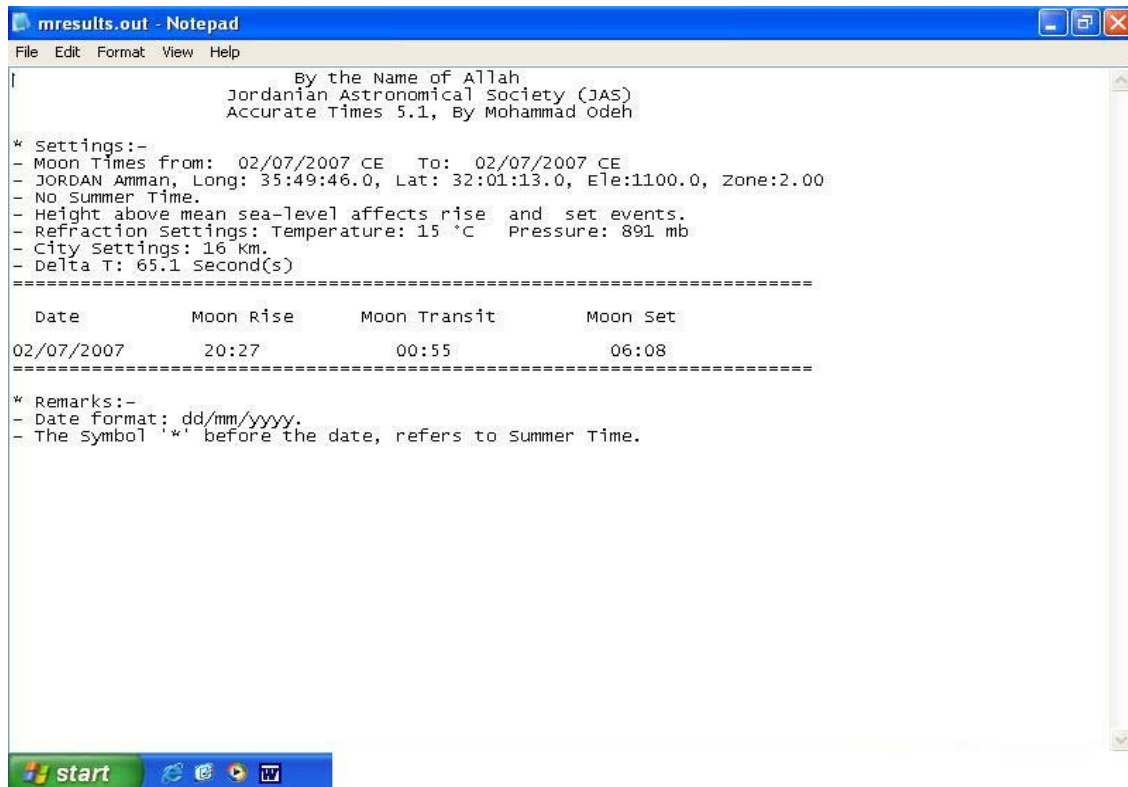 mresults.out - Notepad
File Edit Format View Help
By the Name of Allah
Jordanian Astronomical Society (JAS)
Accurate Times 5.1, By Mohammad Odeh
* Settings:-
- Moon Times from: 02/07/2007 CE To: 02/07/2007 CE
- JORDAN Amman, Long: 35:49:46.0, Lat: 32:01:13.0, Ele:1100.0, Zone:2.00
- No Summer Time.
- Height above mean sea-level affects rise and set events.
- Refraction Settings: Temperature: 15 °C Pressure: 891 mb
- City Settings: 16 Km.
- Delta T: 65.1 Second(s)
=======================================================================
Date Moon Rise Moon Transit Moon Set
02/07/2007 20:27 00:55 06:08
=======================================================================
* Remarks:-
- Date format: dd/mm/yyyy.
- The Symbol '*' before the date, refers to Summer Time.
start